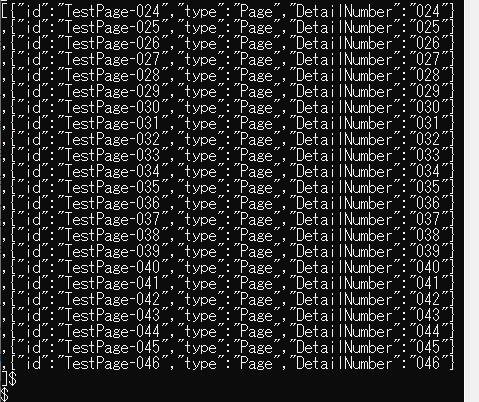 [{"id":"TestPage-024","type":"Page","DetailNumber":"024"}
,{"id":"TestPage-025","type":"Page","DetailNumber":"025"}
,{"id":"TestPage-026","type":"Page","DetailNumber":"026"}
,{"id":"TestPage-027","type":"Page","DetailNumber":"027"}
,{"id":"TestPage-028","type":"Page","DetailNumber":"028"}
,{"id":"TestPage-029","type":"Page","DetailNumber":"029"}
,{"id":"TestPage-030","type":"Page","DetailNumber":"030"}
,{"id":"TestPage-031","type":"Page","DetailNumber":"031"}
,{"id":"TestPage-032","type":"Page","DetailNumber":"032"}
,{"id":"TestPage-033","type":"Page","DetailNumber":"033"}
,{"id":"TestPage-034","type":"Page","DetailNumber":"034"}
,{"id":"TestPage-035","type":"Page","DetailNumber":"035"}
,{"id":"TestPage-036","type":"Page","DetailNumber":"036"}
,{"id":"TestPage-037","type":"Page","DetailNumber":"037"}
,{"id":"TestPage-038","type":"Page","DetailNumber":"038"}
,{"id":"TestPage-039","type":"Page","DetailNumber":"039"}
,{"id":"TestPage-040","type":"Page","DetailNumber":"040"}
,{"id":"TestPage-041","type":"Page","DetailNumber":"041"}
,{"id":"TestPage-042","type":"Page","DetailNumber":"042"}
,{"id":"TestPage-043","type":"Page","DetailNumber":"043"}
,{"id":"TestPage-044","type":"Page","DetailNumber":"044"}
,{"id":"TestPage-045","type":"Page","DetailNumber":"045"}
,{"id":"TestPage-046","type":"Page","DetailNumber":"046"}
]$
$